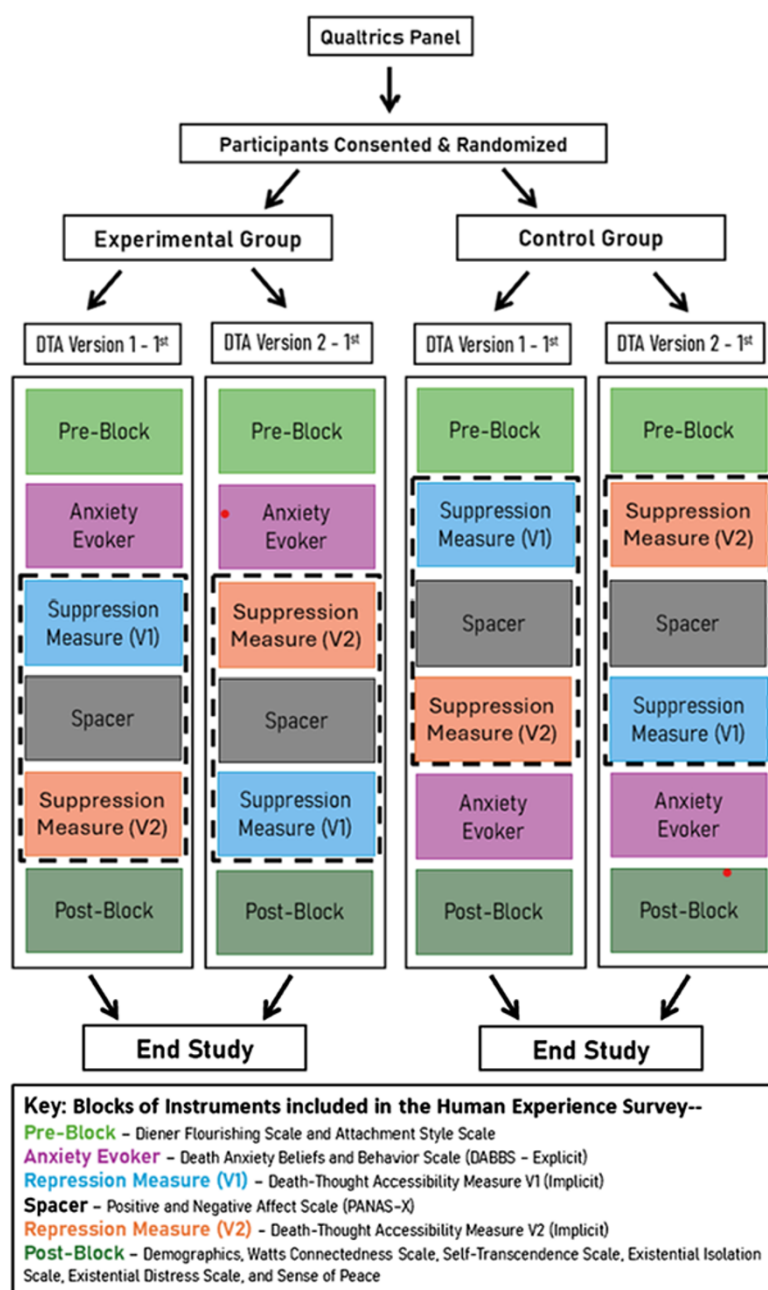 Qualtrics Panel
Participants Consented & Randomized
Experimental Group
Control Group
DTA Version 1 - 1st
DTA Version 2 - 1st
DTA Version 1 - 1st
DTA Version 2 - 1st
Pre-Block
Anxiety
Evoker
Suppression
Measure (V1)
Spacer
Suppression
Measure (V2)
Post-Block
Pre-Block
Anxiety
Evoker
Suppression
Measure (V2)
Spacer
Suppression
Measure (V1)
Post-Block
Pre-Block
Suppression
Measure (V1)
Spacer
Suppression
Measure (V2)
Anxiety
Evoker
Post-Block
Pre-Block
Suppression
Measure (V2)
Spacer
Suppression
Measure (V1)
Anxiety
Evoker
Post-Block
End Study
End Study
Key: Blocks of Instruments included in the Human Experience Survey--
Pre-Block – Diener Flourishing Scale and Attachment Style Scale
Anxiety Evoker – Death Anxiety Beliefs and Behavior Scale (DABBS - Explicit)
Repression Measure (V1) – Death-Thought Accessibility Measure V1 (Implicit)
Spacer – Positive and Negative Affect Scale (PANAS-X)
Repression Measure (V2) – Death-Thought Accessibility Measure V2 (Implicit)
Post-Block – Demographics, Watts Connectedness Scale, Self-Transcendence Scale, Existential Isolation
Scale, Existential Distress Scale, and Sense of Peace